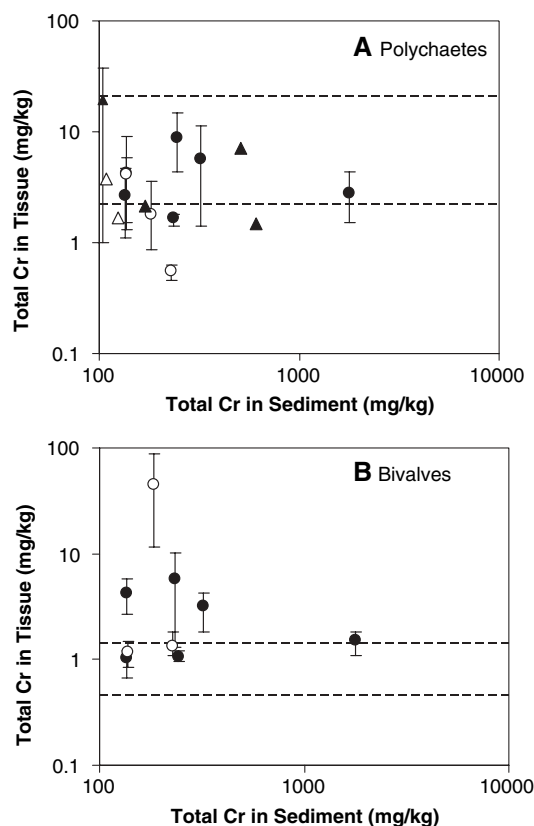 100
A Polychaetes
10
1
0.1
Total Cr in Tissue (mg/kg)
100 1000 10000
Total Cr in Sediment (mg/kg)
100
B Bivalves
10
1
0.1
Total Cr in Tissue (mg/kg)
100 1000 10000
Total Cr in Sediment (mg/kg)